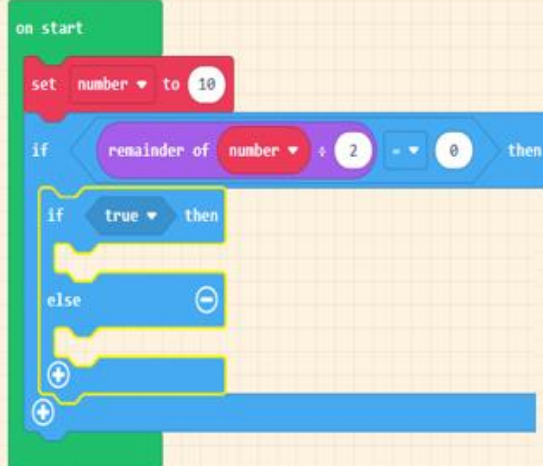 on start
set number to 10
if remainder of number ÷ 2 = 0 then
if true then
else